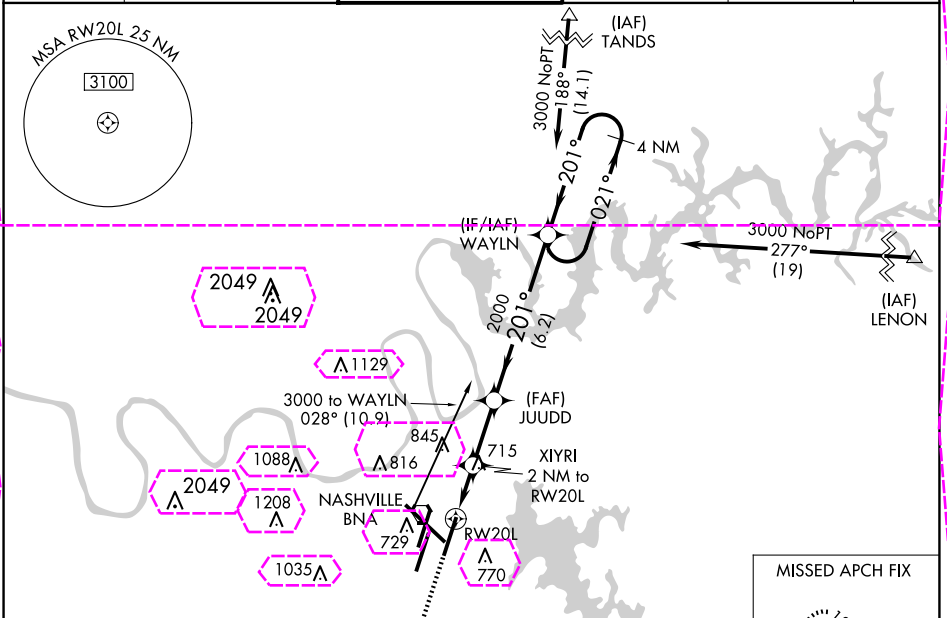 MSA RW20L 25 NM
3100
(IAF)
TANDS
3000 NoPT
188°
(14.1)
4 NM
201°
021°
(IF/IAF)
WAYLN
3000 NoPT
277°
(19)
(IAF)
LENON
2049
2049
2000
201°
(6.2)
1129
3000 to WAYLN
028° (10.9)
(FAF)
JUUDD
845
816
715
XIYRI
2 NM to
RW20L
1088
2049
1208
NASHVILLE
BNA
729
RW20L
770
1035
MISSED APCH FIX